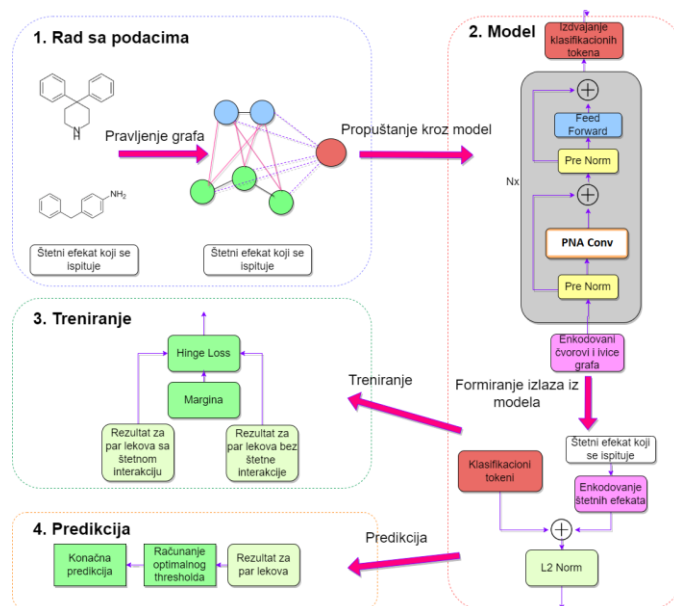 1. Rad sa podacima
NH
NH₂
Pravljenje grafa
Štetni efekat koji se
ispituje
Štetni efekat koji se
ispituje
Propuštanje kroz model
2. Model
Izdvajanje
klasifikacionih
tokena
Feed
Forward
Pre Norm
Nx
PNA Conv
Pre Norm
Enkodovani
čvorovi i ivice
grafa
Formiranje izlaza iz
modela
Štetni efekat koji
se ispituje
Enkodovanje
štetnih efekata
Klasifikacioni
tokeni
L2 Norm
Treniranje
3. Treniranje
Hinge Loss
Margina
Rezultat za
par lekova sa
štetnom
interakciju
Rezultat za
par lekova bez
štetne
interakcije
Predikcija
4. Predikcija
Konačna
predikcija
Računanje
optimalnog
thresholda
Rezultat za
par lekova